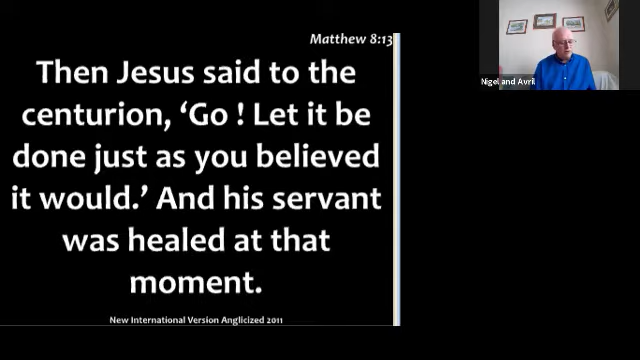 Matthew 8:13
Then Jesus said to the
centurion, ‘Go ! Let it be
done just as you believed
it would.’ And his servant
was healed at that
moment.
New International Version Anglicized 2011
Nigel and Avril